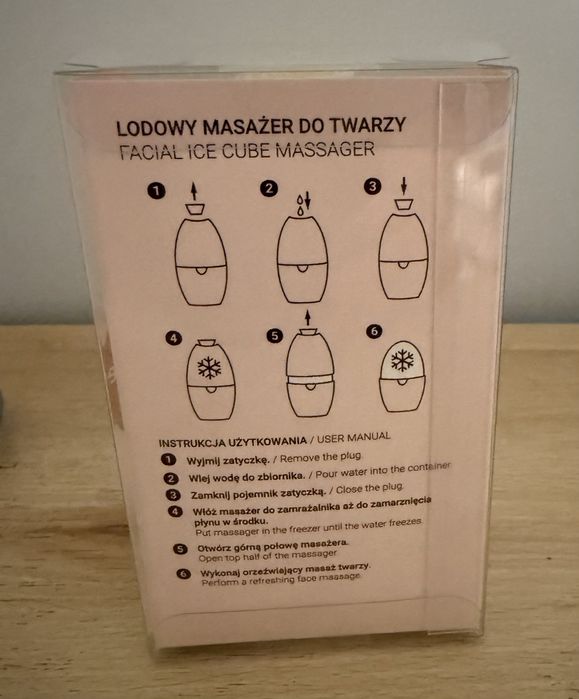 LODOWY MASAŻER DO TWARZY
FACIAL ICE CUBE MASSAGER
1 2 3
4 5 6
INSTRUKCJA UŻYTKOWANIA / USER MANUAL
1 Wyjmij zatyczkę. / Remove the plug.
2 Wlej wodę do zbiornika. / Pour water into the container
3 Zamknij pojemnik zatyczką. / Close the plug.
4 Włóż masażer do zamrażalnika aż do zamarznięcia
płynu w środku.
Put massager in the freezer until the water freezes.
5 Otwórz górną połowę masażera.
Open top half of the massager
6 Wykonaj orzeźwiający masaż twarzy.
Perform a refreshing face massage.